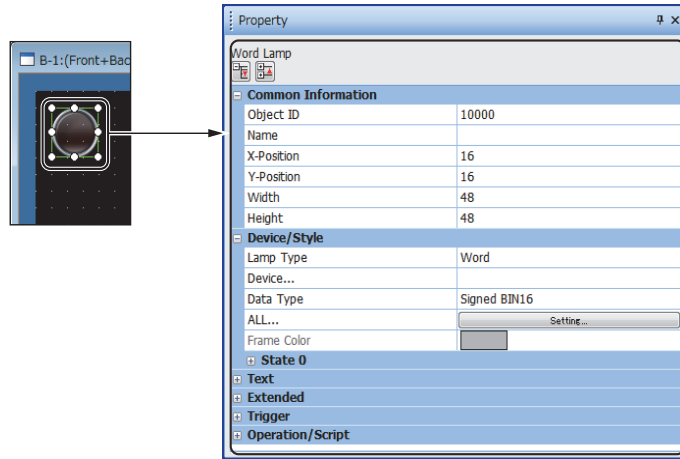 Property
B-1:(Front+Bac
Word Lamp
Common Information
Object ID 10000
Name
X-Position 16
Y-Position 16
Width 48
Height 48
Device/Style
Lamp Type Word
Device...
Data Type Signed BIN16
ALL... Setting...
Frame Color
State 0
Text
Extended
Trigger
Operation/Script